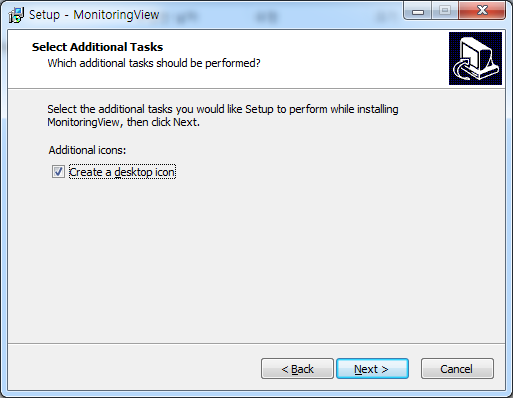 Setup - MonitoringView
Select Additional Tasks
Which additional tasks should be performed?
Select the additional tasks you would like Setup to perform while installing
MonitoringView, then click Next.
Additional icons:
Create a desktop icon
< Back
Next >
Cancel